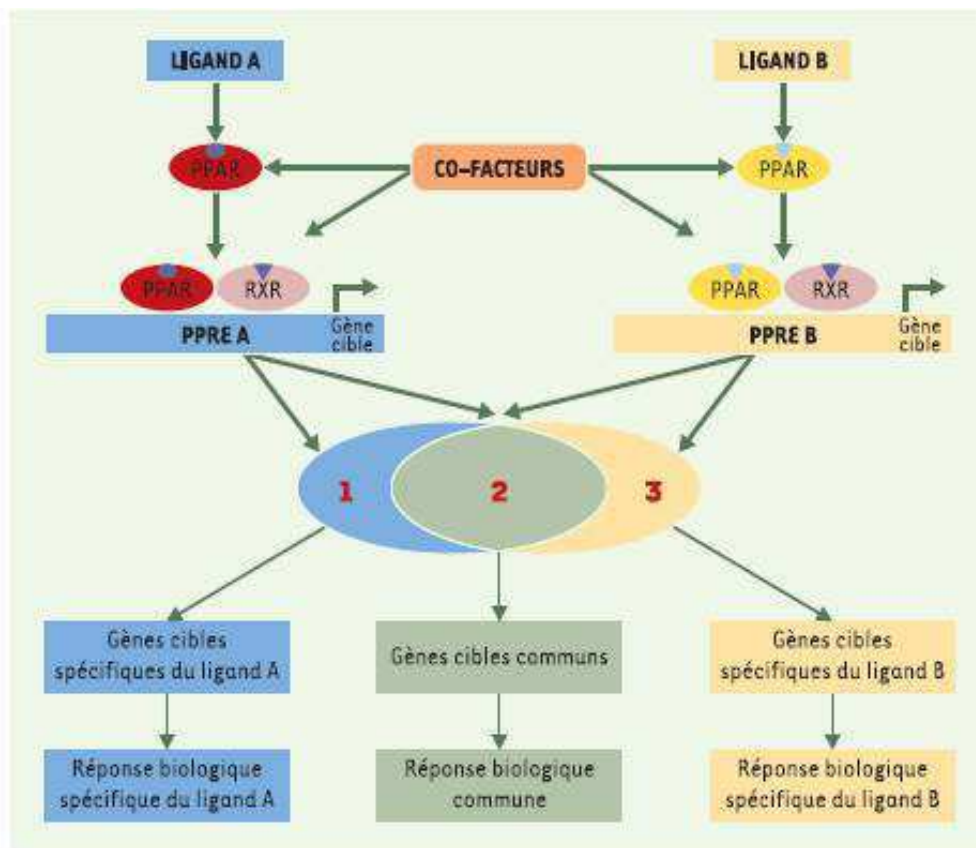 LIGAND A
LIGAND B
PPAR
CO-FACTEURS
PPAR
PPAR
RXR
PPAR
RXR
PPRE A
Gène
cible
PPRE B
Gène
cible
1
2
3
Gènes cibles
spécifiques du ligand A
Gènes cibles communs
Gènes cibles
spécifiques du ligand B
Réponse biologique
spécifique du ligand A
Réponse biologique
commune
Réponse biologique
spécifique du ligand B